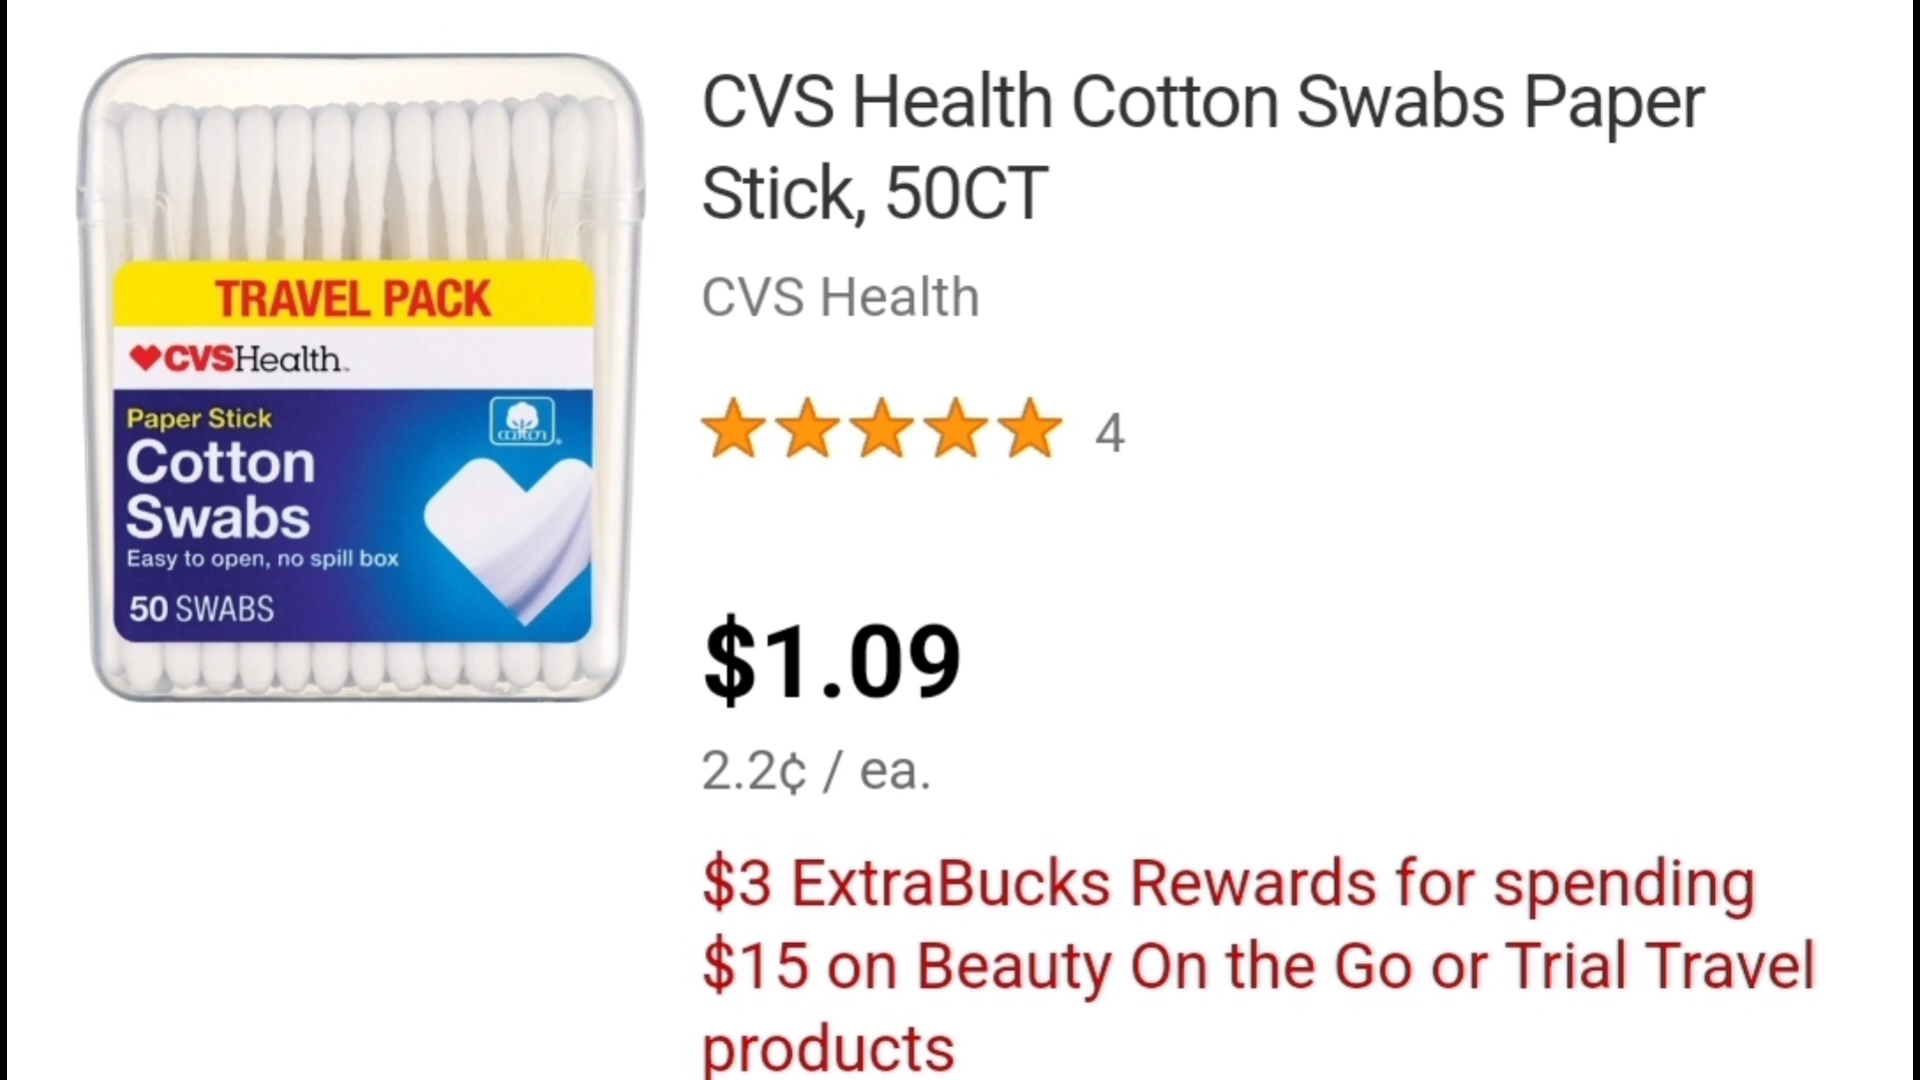 TRAVEL PACK
CVSHealth™
Paper Stick
cotton®
Cotton
Swabs
Easy to open, no spill box
50 SWABS
CVS Health Cotton Swabs Paper
Stick, 50CT
CVS Health
4
$1.09
2.2¢ / ea.
$3 ExtraBucks Rewards for spending
$15 on Beauty On the Go or Trial Travel
products